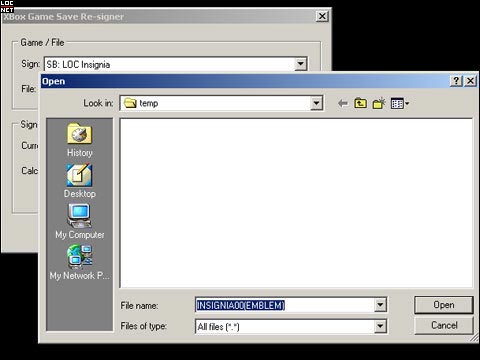 LOC
NET
XBox Game Save Re-signer
Game / File
Sign: SB: LOC Insignia
File:
Open
Look in: temp
History
Desktop
My Computer
My Network P...
File name: INSIGNIA00(EMBLEM)
Open
Files of type: All files (*.*)
Cancel
Sign
Curre
Calc